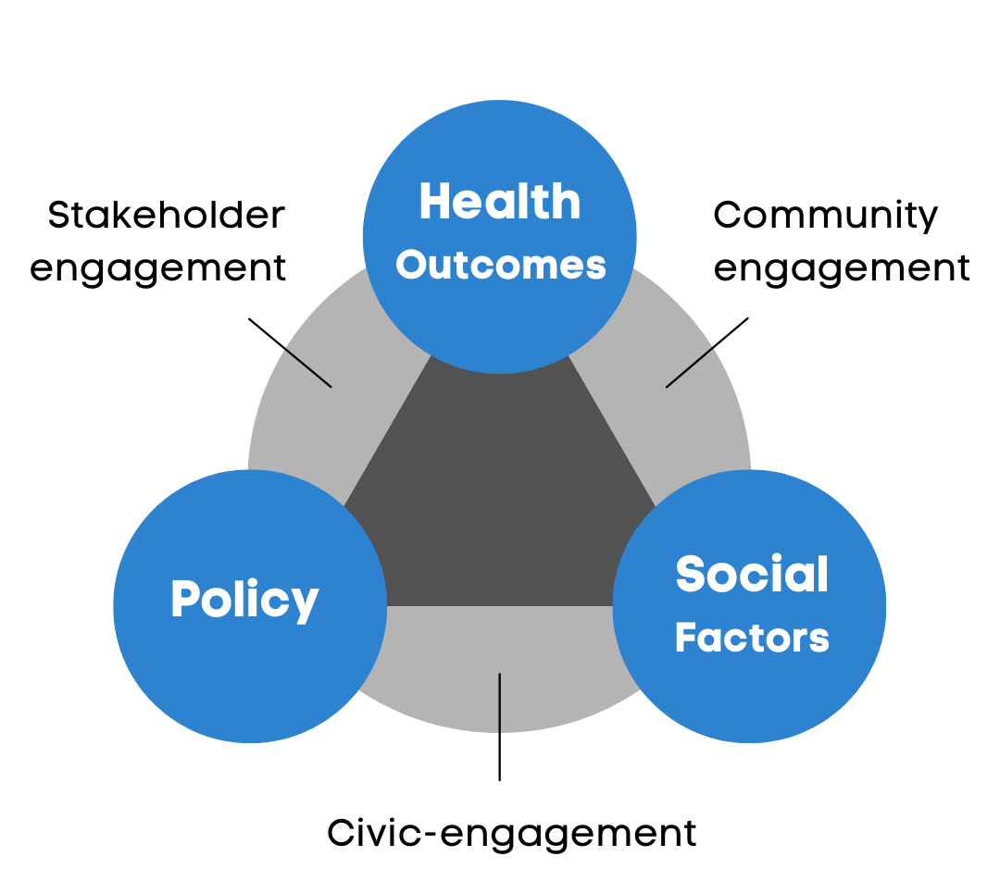 Health
Outcomes
Stakeholder
engagement
Community
engagement
Policy
Social
Factors
Civic-engagement